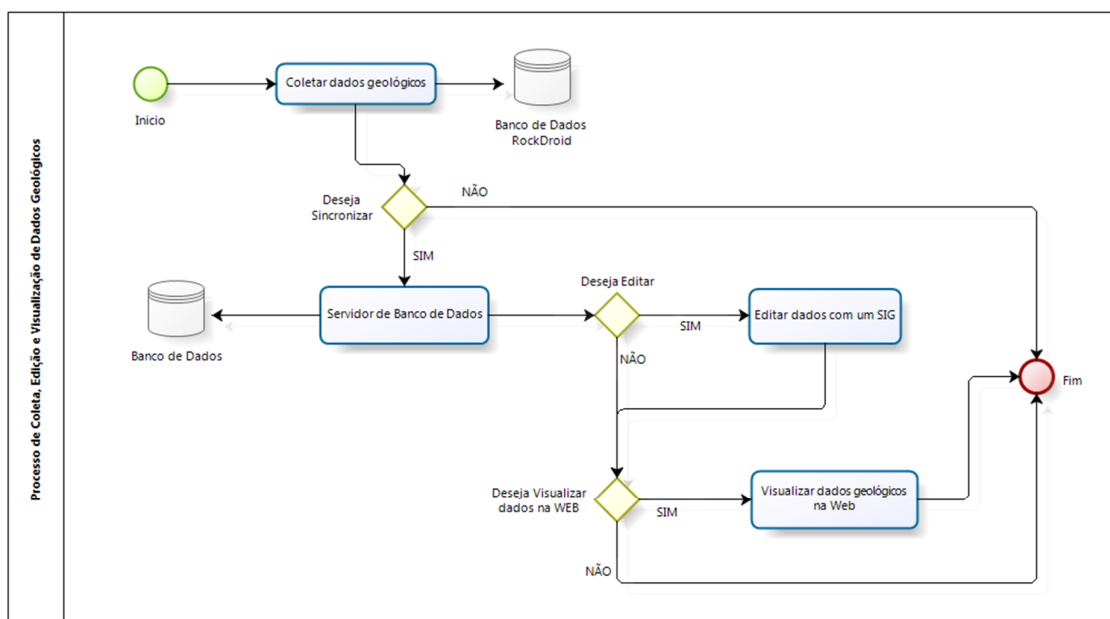 Processo de Coleta, Edição e Visualização de Dados Geológicos
Coletar dados geológicos
Inicio
Banco de Dados
RockDroid
NÃO
Deseja
Sincronizar
SIM
Deseja Editar
Servidor de Banco de Dados
Editar dados com um SIG
SIM
Banco de Dados
NÃO
Fim
Deseja Visualizar
dados na WEB
Visualizar dados geológicos
na Web
SIM
NÃO